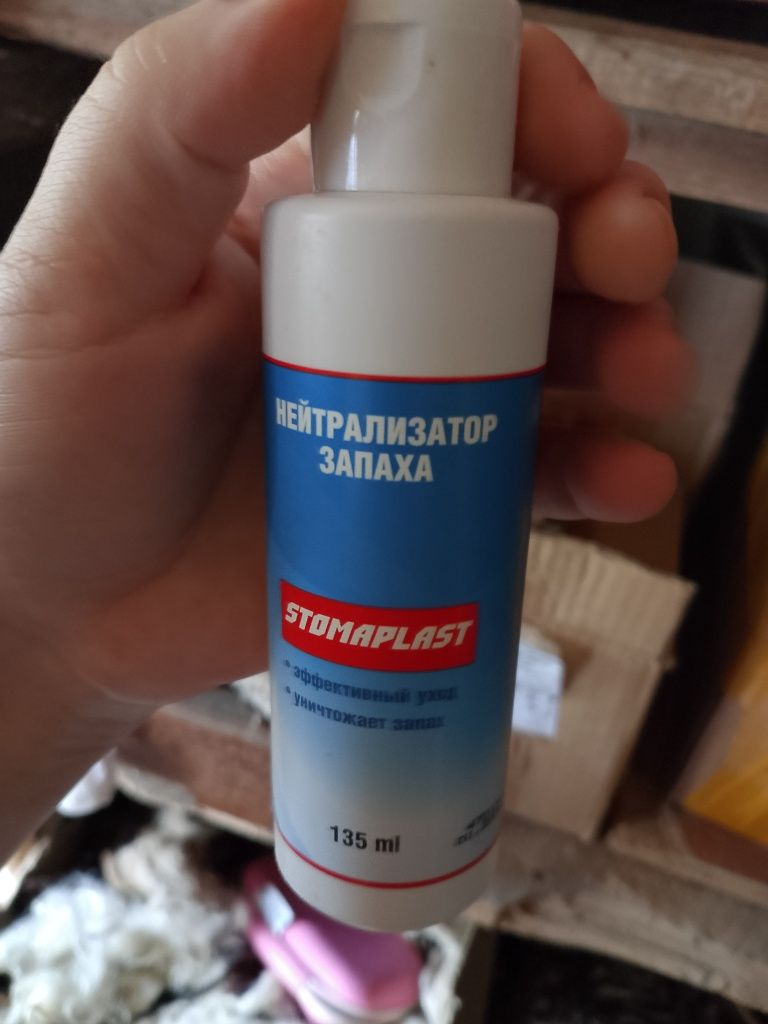 НЕЙТРАЛИЗАТОР
ЗАПАХА
STOMAPLAST
• эффективный уход
• уничтожает запах
135 ml